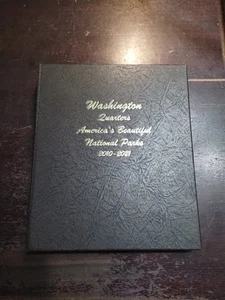 Washington
Quarters
America's Beautiful
National Parks
2010-2021